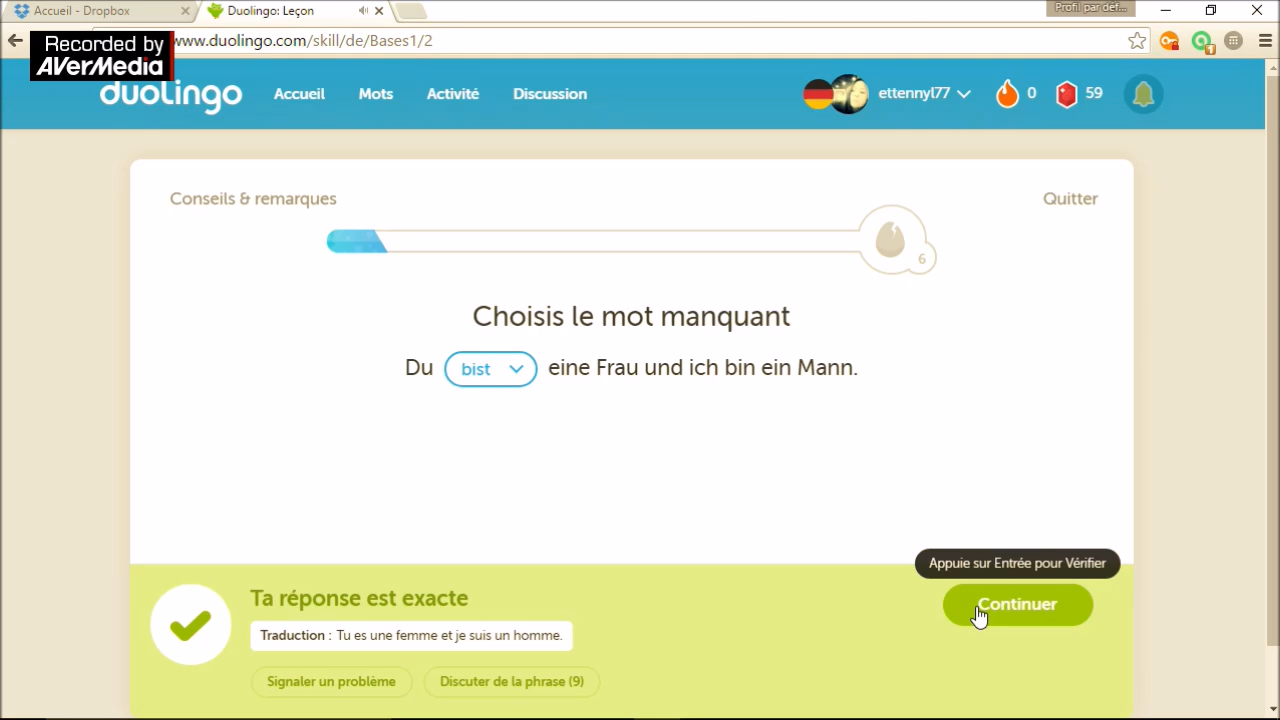 Accueil - Dropbox
Duolingo: Leçon
Profil par déf...
Recorded by
AVerMedia
www.duolingo.com/skill/de/Bases1/2
1
duolingo
Accueil
Mots
Activité
Discussion
ettennyl77
0
59
Conseils & remarques
Quitter
6
Choisis le mot manquant
Du bist eine Frau und ich bin ein Mann.
Appuie sur Entrée pour Vérifier
Ta réponse est exacte
Continuer
Traduction : Tu es une femme et je suis un homme.
Signaler un problème
Discuter de la phrase (9)